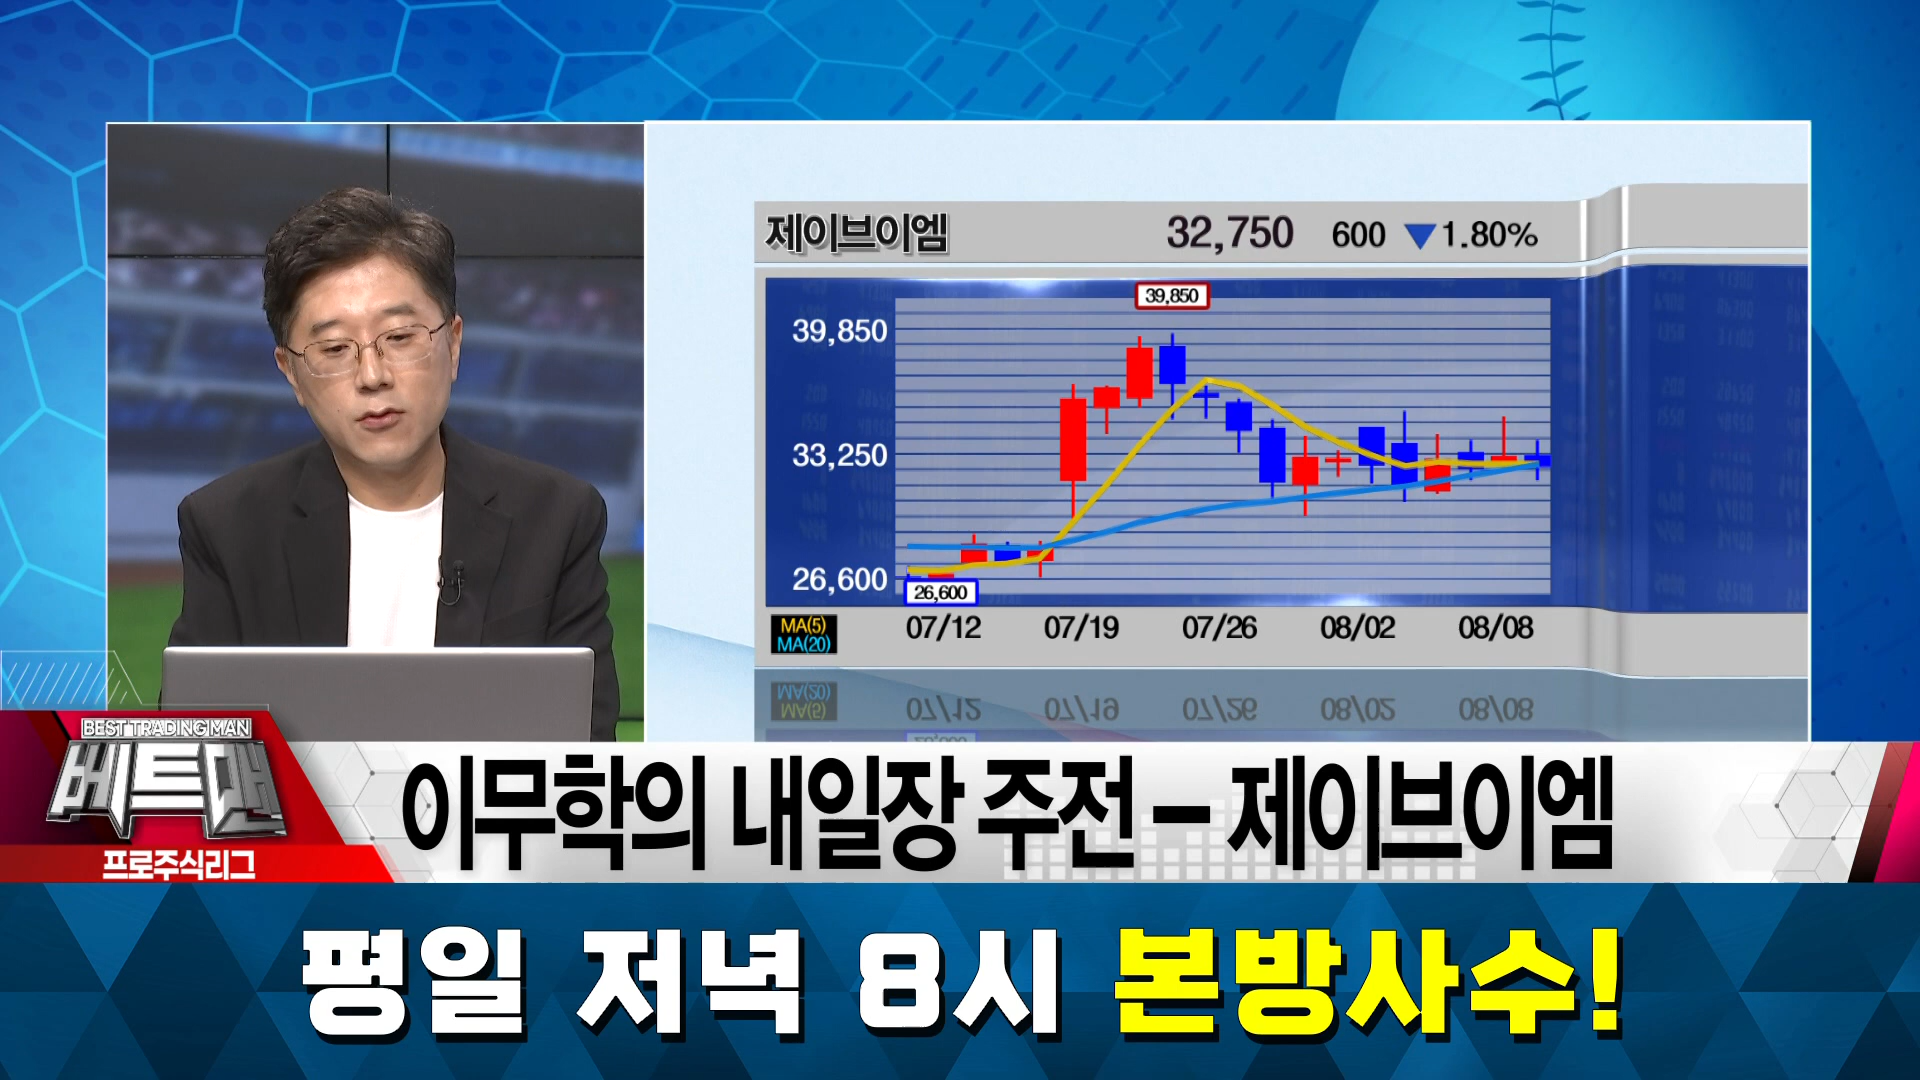 제이브이엠 32,750 600 ▼1.80%
39,850
39,850
33,250
26,600
26,600
MA(5)
MA(20)
07/12 07/19 07/26 08/02 08/08
BEST TRADING MAN
베트맨
프로주식리그
이무학의 내일장 주전 - 제이브이엠
평일 저녁 8시 본방사수!